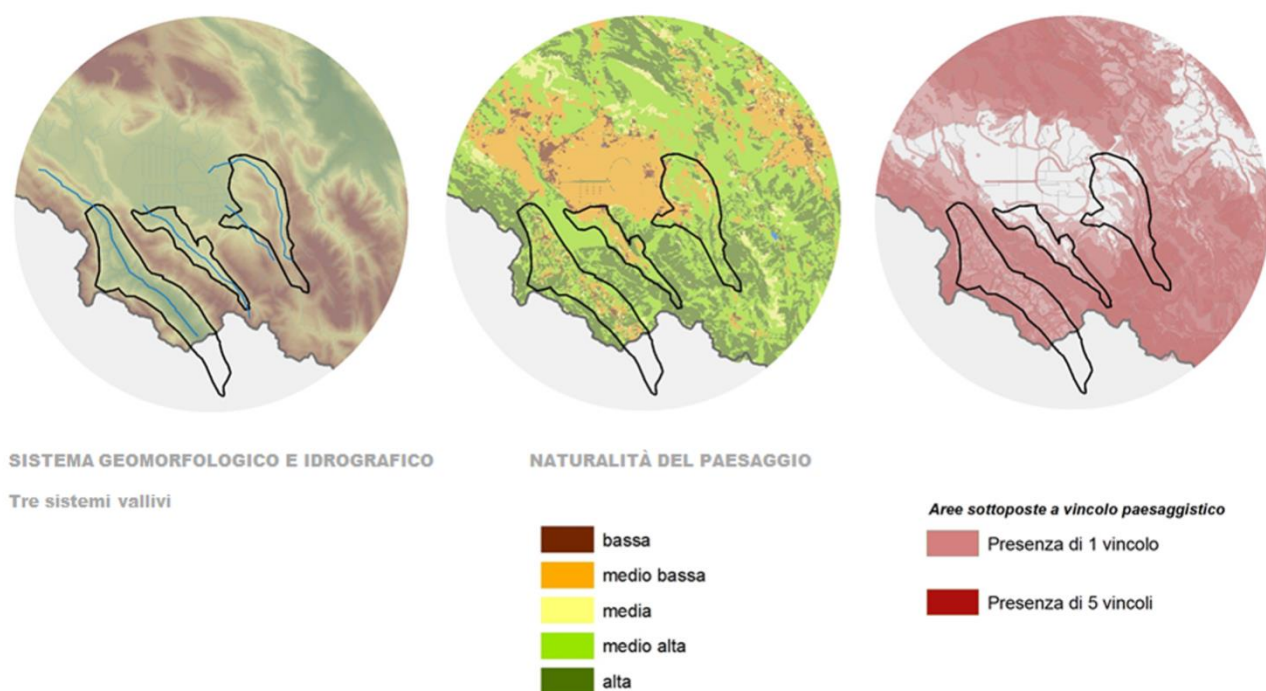 SISTEMA GEOMORFOLOGICO E IDROGRAFICO
Tre sistemi vallivi
NATURALITÀ DEL PAESAGGIO
bassa
medio bassa
media
medio alta
alta
Aree sottoposte a vincolo paesaggistico
Presenza di 1 vincolo
Presenza di 5 vincoli